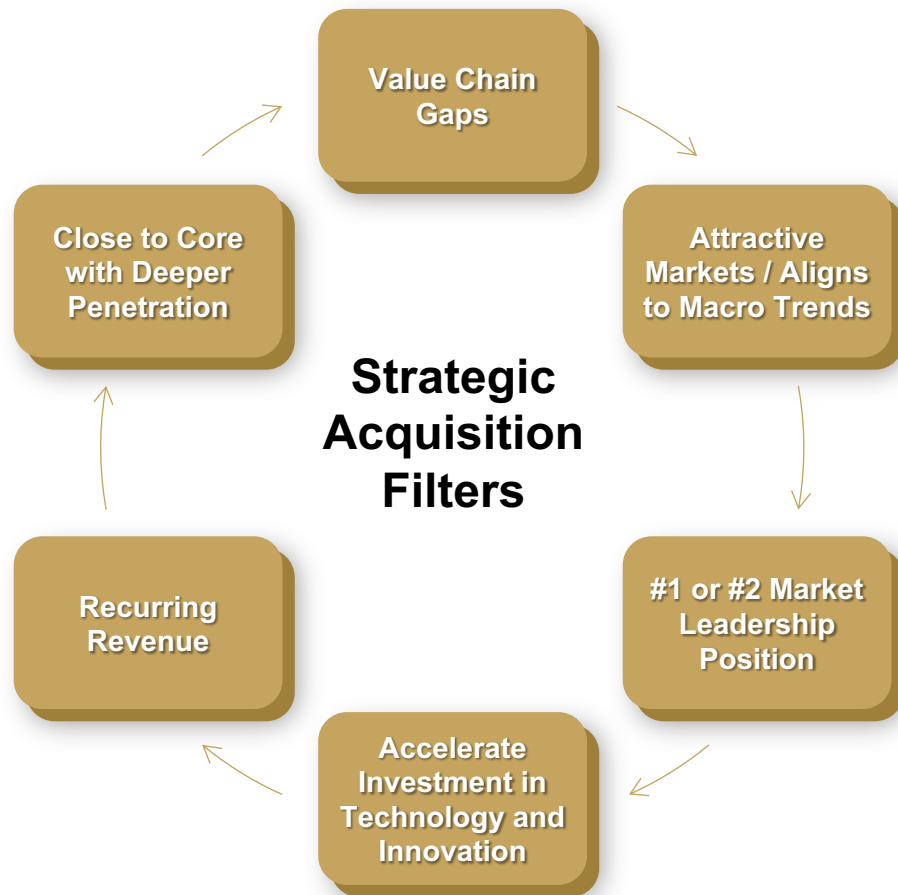 Value Chain
Gaps
Attractive
Markets / Aligns
to Macro Trends
#1 or #2 Market
Leadership
Position
Accelerate
Investment in
Technology and
Innovation
Recurring
Revenue
Close to Core
with Deeper
Penetration
Strategic
Acquisition
Filters